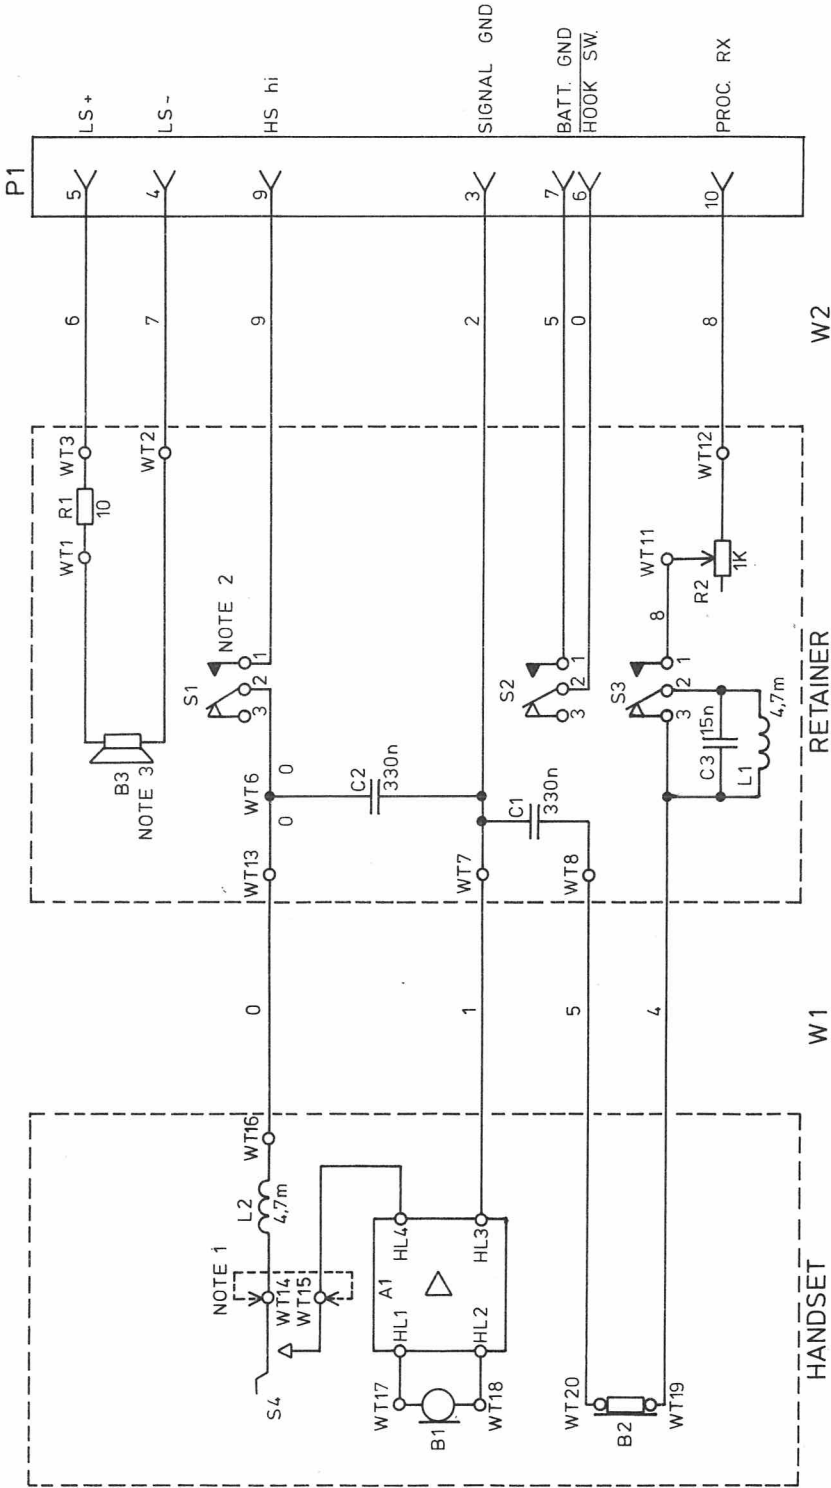 P1
LS +
LS -
HS hi
SIGNAL GND
BATT. GND
HOOK SW.
PROC. RX
5
4
9
3
7
6
10
6
7
9
2
5
0
8
W2
WT3
R1
10
WT1
WT2
B3
NOTE 3
S1
NOTE 2
1
2
3
WT6
0
0
WT13
C2
330n
C1
330n
WT7
WT8
S2
1
2
3
S3
1
2
3
8
WT11
WT12
R2
1K
C3
15n
L1
4,7m
RETAINER
0
1
5
4
W1
WT16
L2
4,7m
NOTE 1
WT14
WT15
S4
A1
HL4
HL3
HL1
HL2
WT17
WT18
B1
WT20
WT19
B2
HANDSET